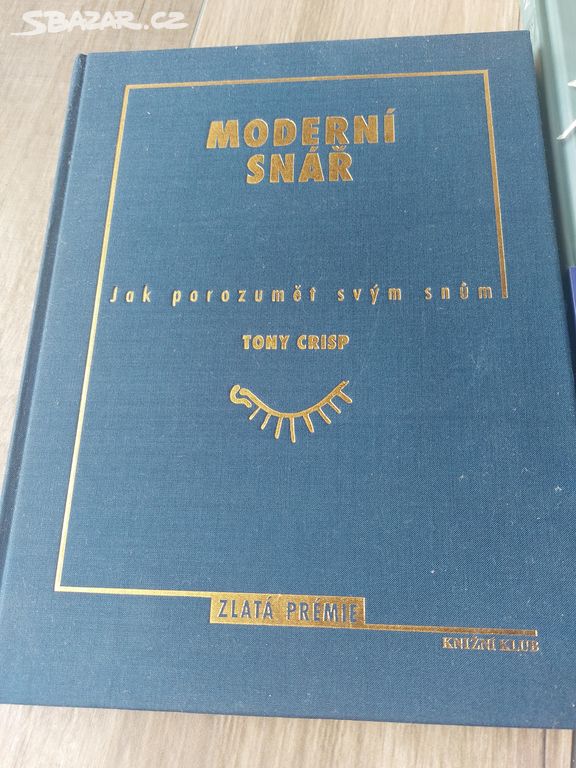 SBAZAR.CZ
MODERNÍ
SNÁŘ
Jak porozumět svým snům
TONY CRISP
ZLATÁ PRÉMIE
KNIŽNÍ KLUB